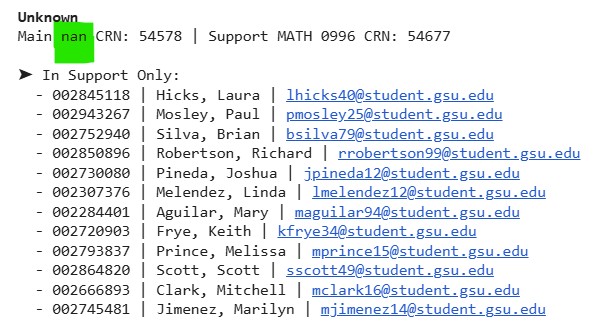 Unknown
Main nan CRN: 54578 | Support MATH 0996 CRN: 54677
➤ In Support Only:
- 002845118 | Hicks, Laura | lhicks40@student.gsu.edu
- 002943267 | Mosley, Paul | pmosley25@student.gsu.edu
- 002752940 | Silva, Brian | bsilva79@student.gsu.edu
- 002850896 | Robertson, Richard | rrobertson99@student.gsu.edu
- 002730080 | Pineda, Joshua | jpineda12@student.gsu.edu
- 002307376 | Melendez, Linda | lmelendez12@student.gsu.edu
- 002284401 | Aguilar, Mary | maguilar94@student.gsu.edu
- 002720903 | Frye, Keith | kfrye34@student.gsu.edu
- 002793837 | Prince, Melissa | mprince15@student.gsu.edu
- 002864820 | Scott, Scott | sscott49@student.gsu.edu
- 002666893 | Clark, Mitchell | mclark16@student.gsu.edu
- 002745481 | Jimenez, Marilyn | mjimenez14@student.gsu.edu